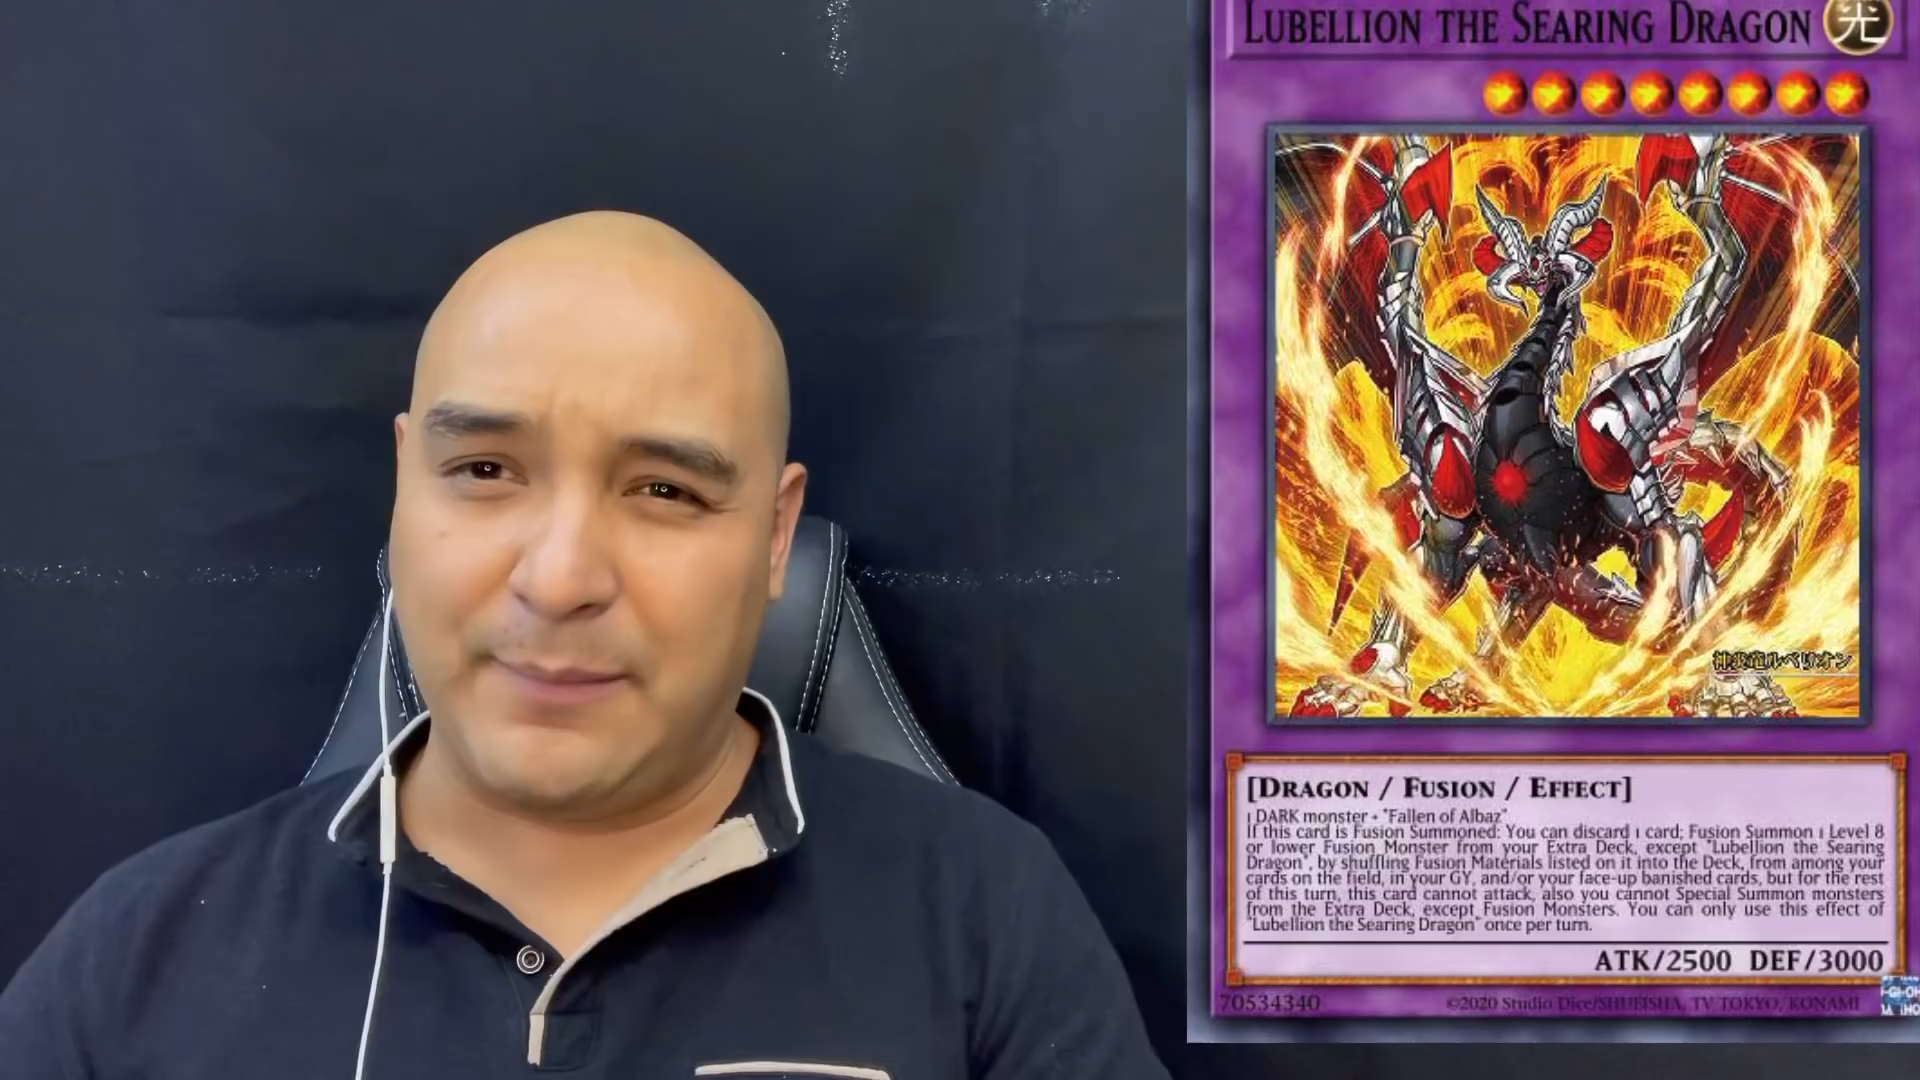 LUBELLION THE SEARING DRAGON 光
神炎竜ルベリオン
[DRAGON / FUSION / EFFECT]
1 DARK monster + "Fallen of Albaz"
If this card is Fusion Summoned: You can discard 1 card; Fusion Summon 1 Level 8
or lower Fusion Monster from your Extra Deck, except "Lubellion the Searing
Dragon", by shuffling Fusion Materials listed on it into the Deck, from among your
cards on the field, in your GY, and/or your face-up banished cards, but for the rest
of this turn, this card cannot attack, also you cannot Special Summon monsters
from the Extra Deck, except Fusion Monsters. You can only use this effect of
"Lubellion the Searing Dragon" once per turn.
ATK/2500 DEF/3000
70534340 ©2020 Studio Dice/SHUEISHA, TV TOKYO, KONAMI